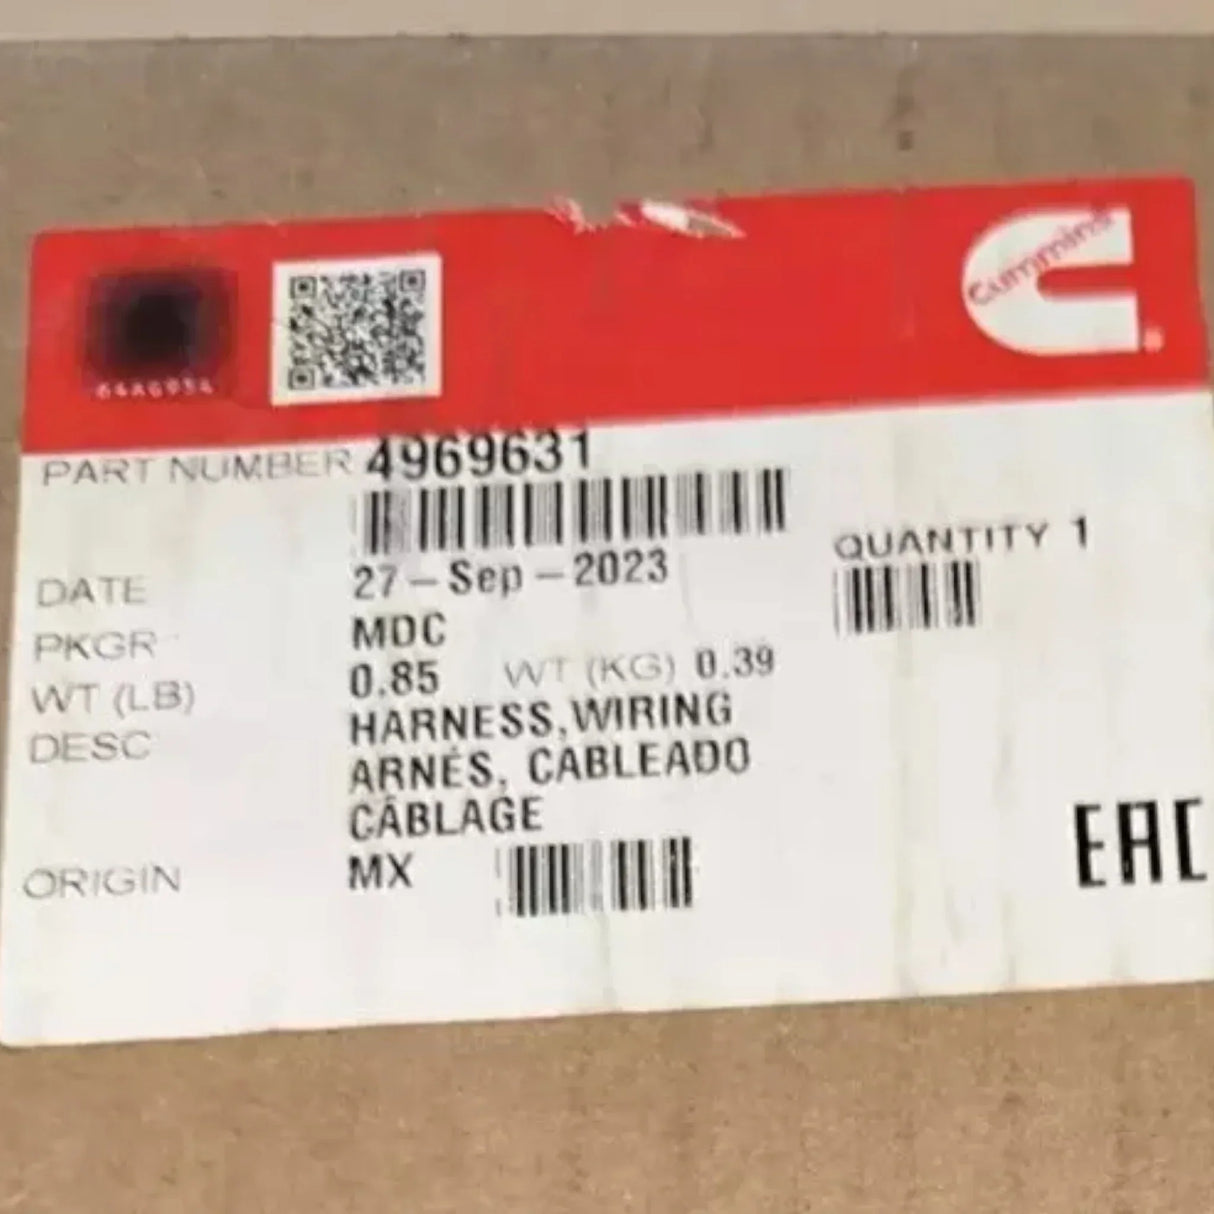 Cummins
PART NUMBER 4969631
QUANTITY 1
DATE 27-Sep-2023
PKGR MDC
WT (LB) 0.85 WT (KG) 0.39
DESC HARNESS,WIRING
ARNÉS, CABLEADO
CÂBLAGE
ORIGIN MX
EAC